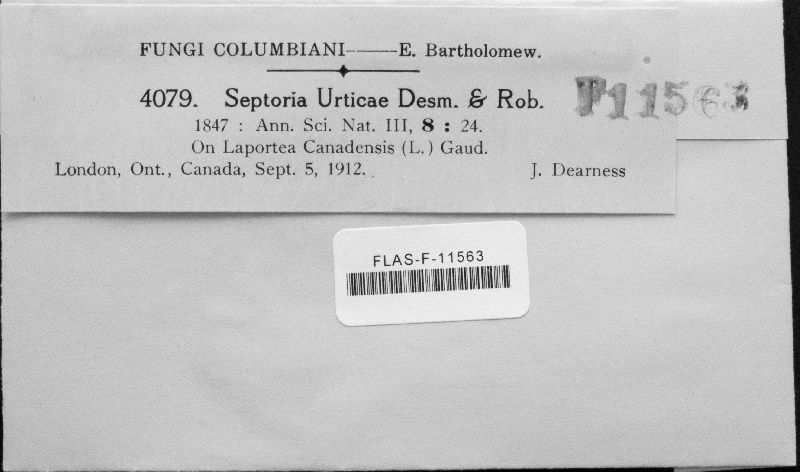 FUNGI COLUMBIANI——E. Bartholomew.
4079. Septoria Urticae Desm. & Rob.
F11563
1847 : Ann. Sci. Nat. III, 8 : 24.
On Laportea Canadensis (L.) Gaud.
London, Ont., Canada, Sept. 5, 1912. J. Dearness
FLAS-F-11563